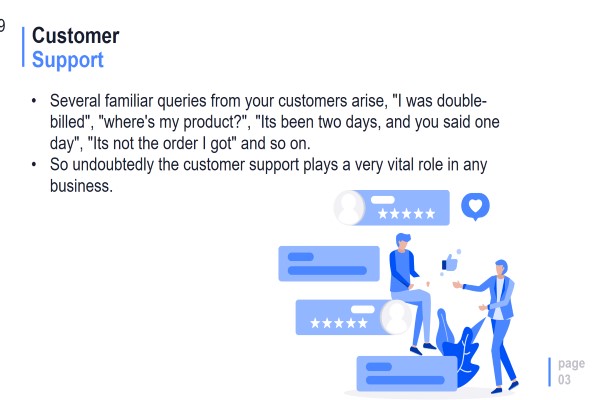 9
Customer
Support
• Several familiar queries from your customers arise, "I was double-
billed", "where's my product?", "Its been two days, and you said one
day", "Its not the order I got" and so on.
• So undoubtedly the customer support plays a very vital role in any
business.
page
03